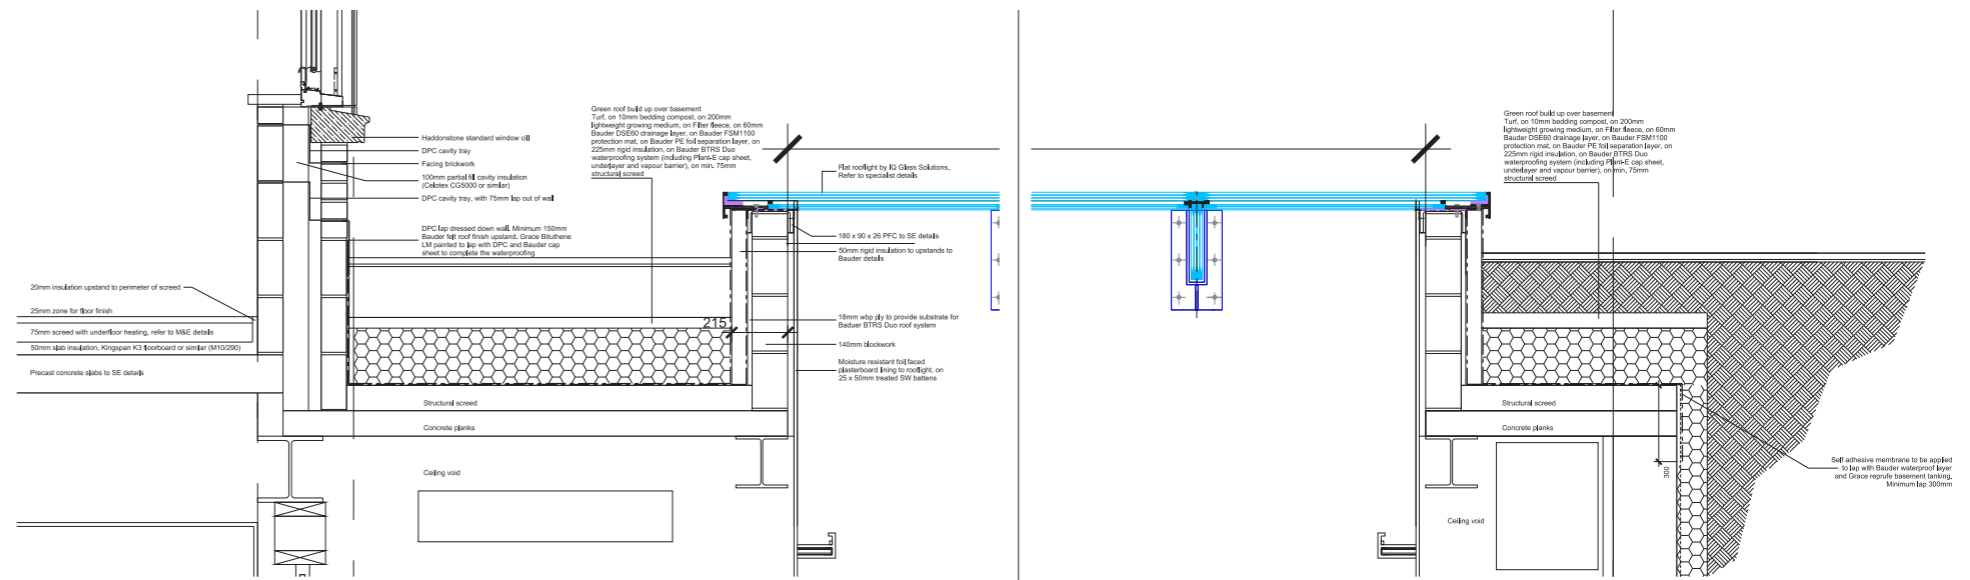 Haddonstone standard window cill
DPC cavity tray
Facing brickwork
100mm partial fill cavity insulation
(Celotex CG5000 or similar)
DPC cavity tray, with 75mm lap out of wall
DPC lap dressed down wall. Minimum 150mm
Bauder felt roof finish upstand. Grace Bituthene
LM painted to lap with DPC and Bauder cap
sheet to complete the waterproofing
20mm insulation upstand to perimeter of screed
25mm zone for floor finish
75mm screed with underfloor heating, refer to M&E details
50mm slab insulation, Kingspan K3 floorboard or similar (M10/290)
Precast concrete slabs to SE details
Green roof build up over basement
Turf, on 10mm bedding compost, on 200mm
lightweight growing medium, on Filter fleece, on 60mm
Bauder DSE60 drainage layer, on Bauder FSM1100
protection mat, on Bauder PE foil separation layer, on
225mm rigid insulation, on Bauder BTRS Duo
waterproofing system (including Plant-E cap sheet,
underlayer and vapour barrier), on min. 75mm
structural screed
215
Structural screed
Concrete planks
Ceiling void
Flat rooflight by IQ Glass Solutions.
Refer to specialist details
180 x 90 x 26 PFC to SE details
50mm rigid insulation to upstands to
Bauder details
18mm wbp ply to provide substrate for
Baduer BTRS Duo roof system
140mm blockwork
Moisture resistant foil faced
plasterboard lining to rooflight, on
25 x 50mm treated SW battens
Green roof build up over basement
Turf, on 10mm bedding compost, on 200mm
lightweight growing medium, on Filter fleece, on 60mm
Bauder DSE60 drainage layer, on Bauder FSM1100
protection mat, on Bauder PE foil separation layer, on
225mm rigid insulation, on Bauder BTRS Duo
waterproofing system (including Plant-E cap sheet,
underlayer and vapour barrier), on min. 75mm
structural screed
Structural screed
Concrete planks
300
Ceiling void
Self adhesive membrane to be applied
to lap with Bauder waterproof layer
and Grace reprufe basement tanking.
Minimum lap 300mm